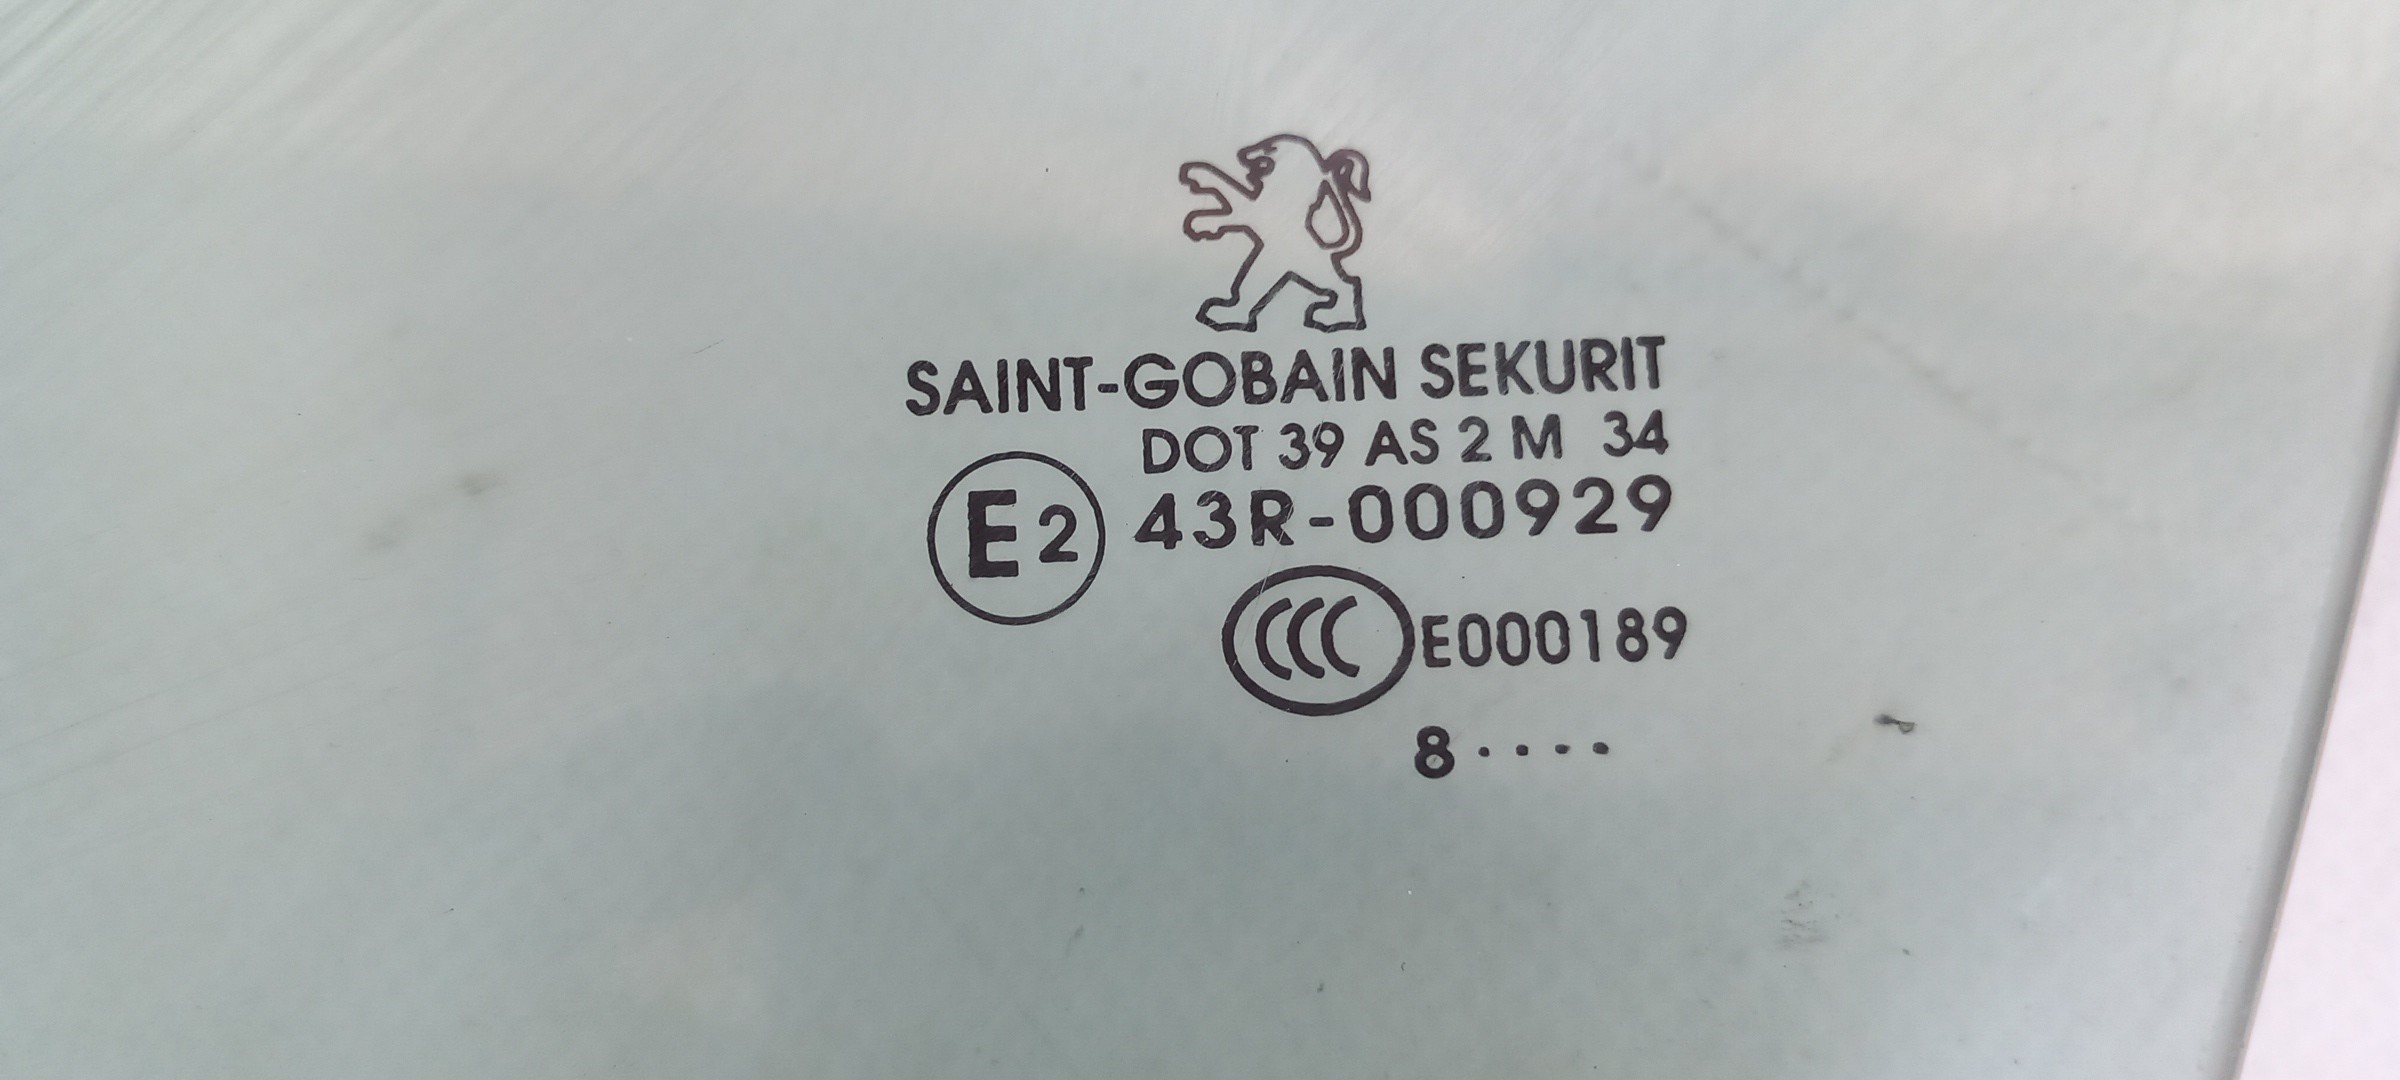 SAINT-GOBAIN SEKURIT
DOT 39 AS 2 M 34
E2 43R-000929
CCC E000189
8 · · · ·